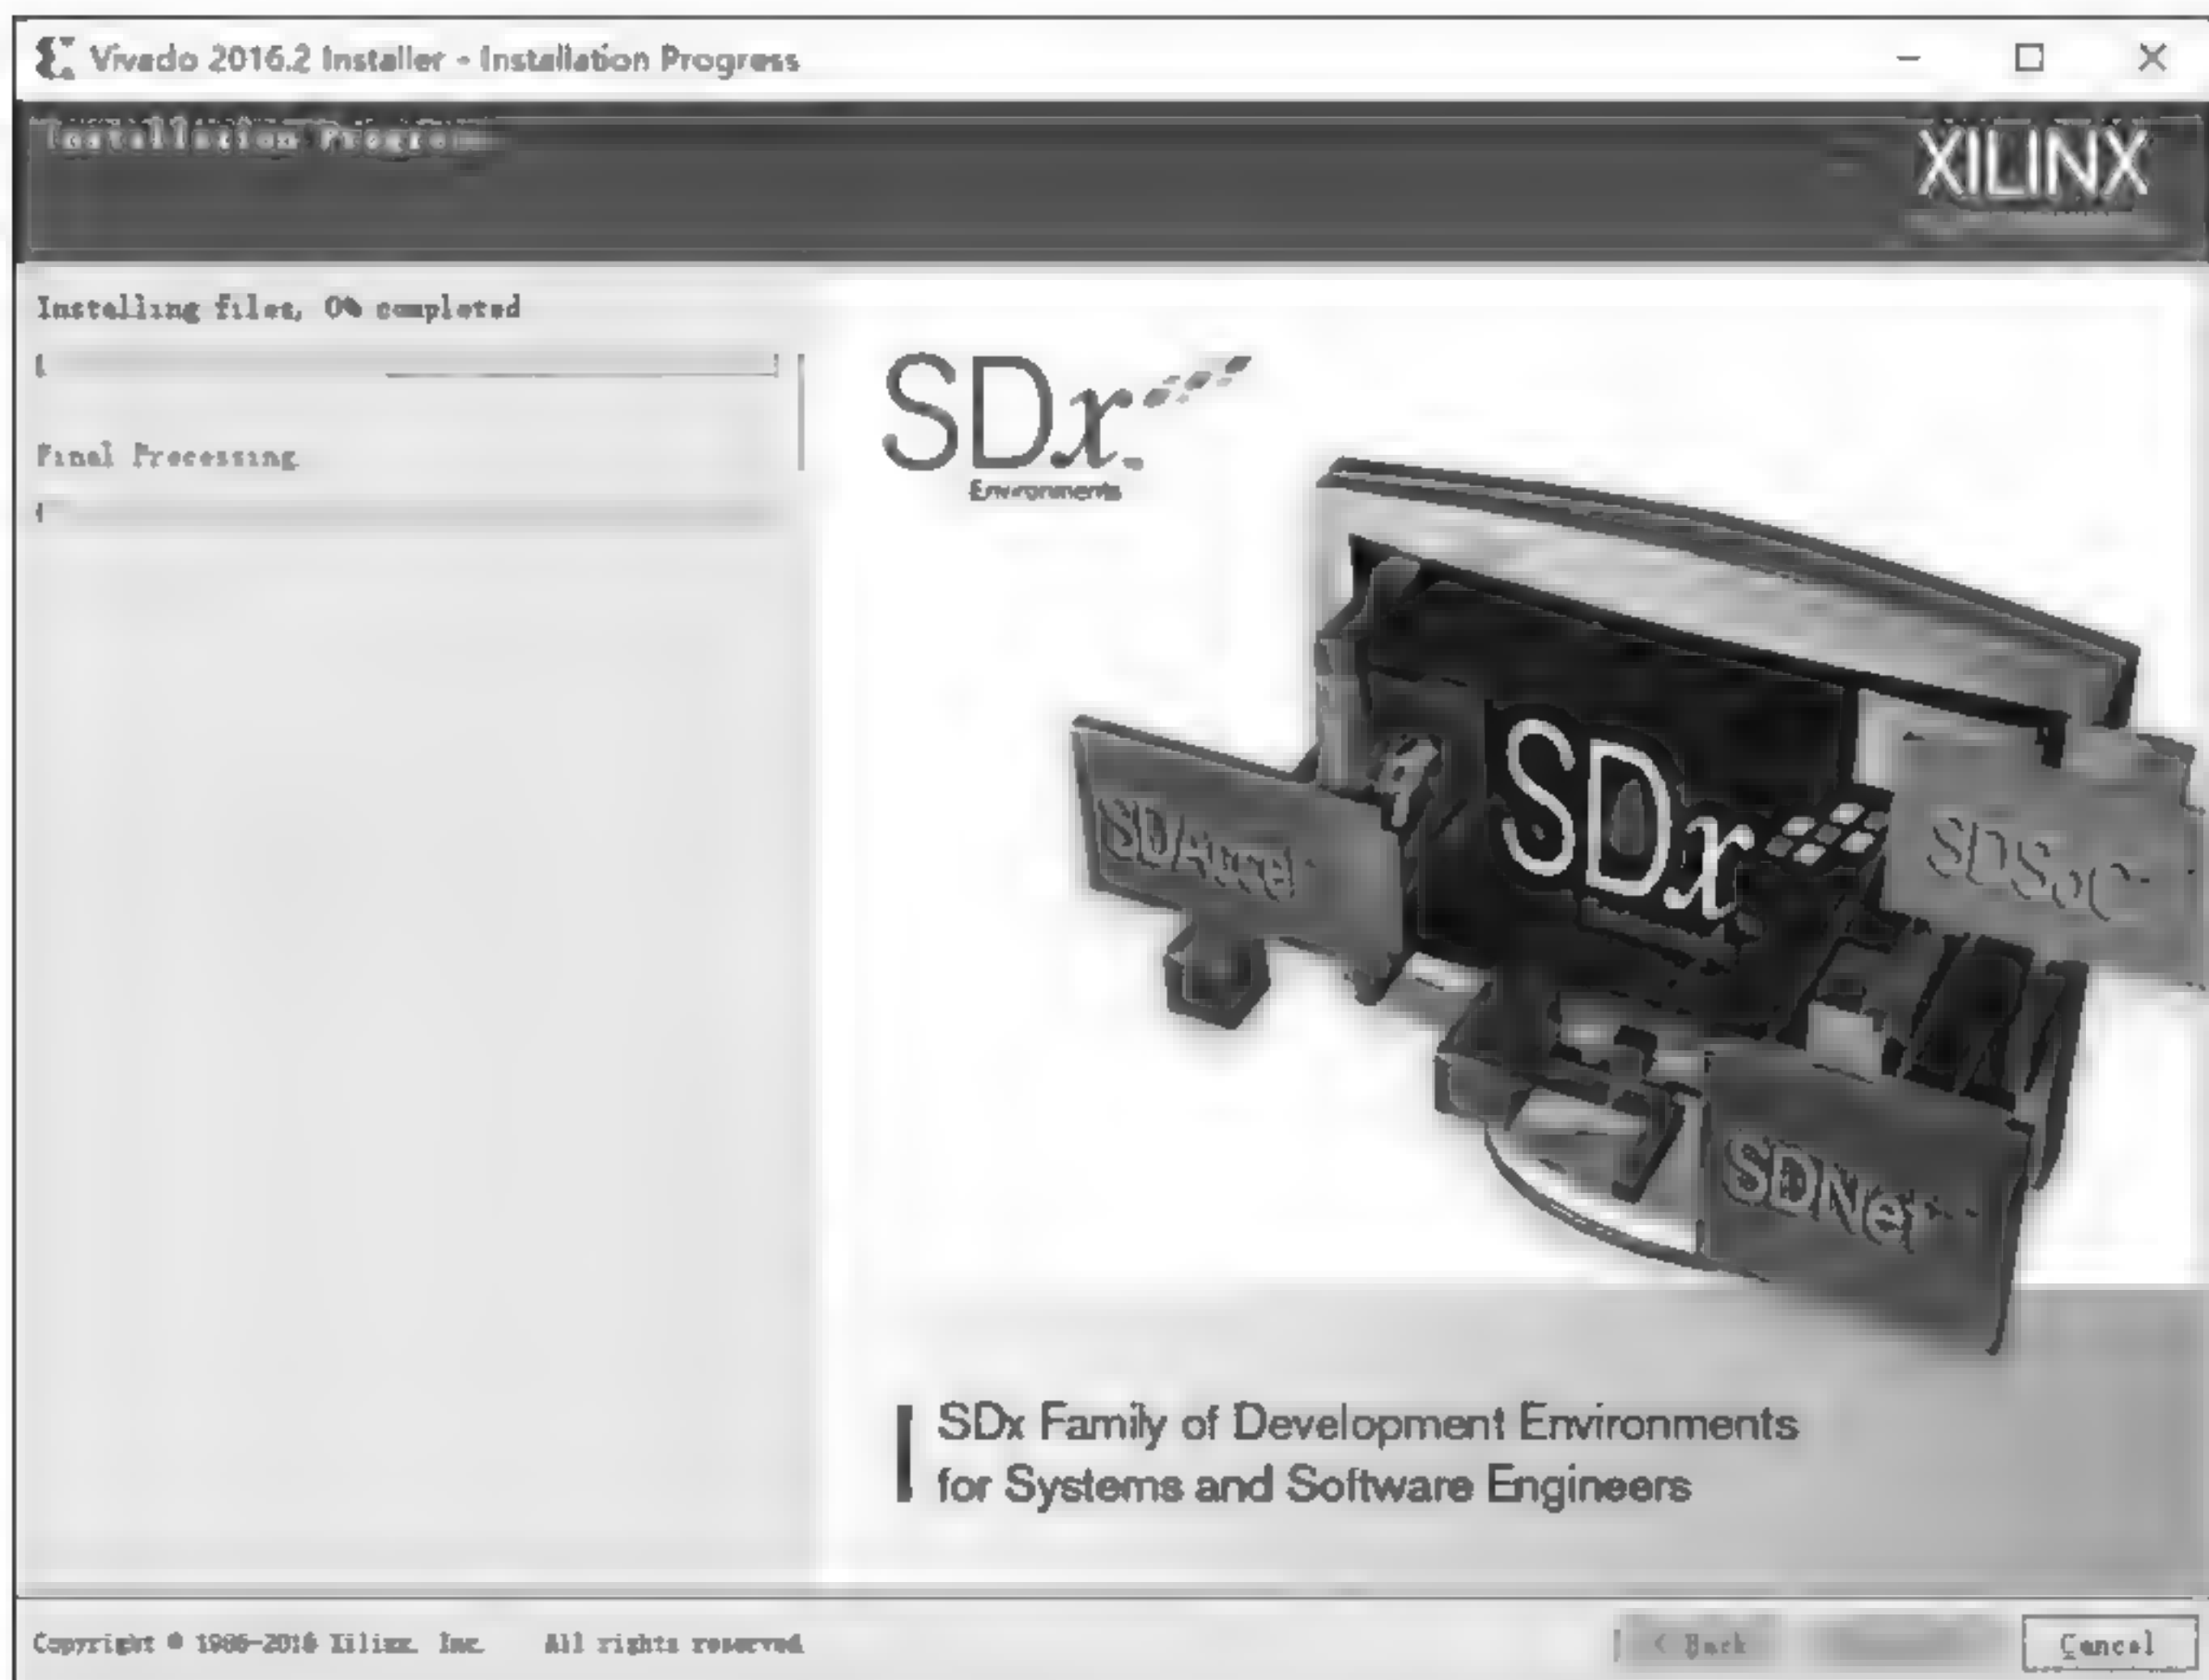 Vivado 2016.2 Installer - Installation Progress
Installation Progress
XILINX
Installing files, 0% completed
SDx
Environments
Final Processing
SDx
SDAccel
SDSoC
SDNet
SDx Family of Development Environments
for Systems and Software Engineers
Copyright © 1986-2016 Xilinx, Inc. All rights reserved
< Back
Cancel